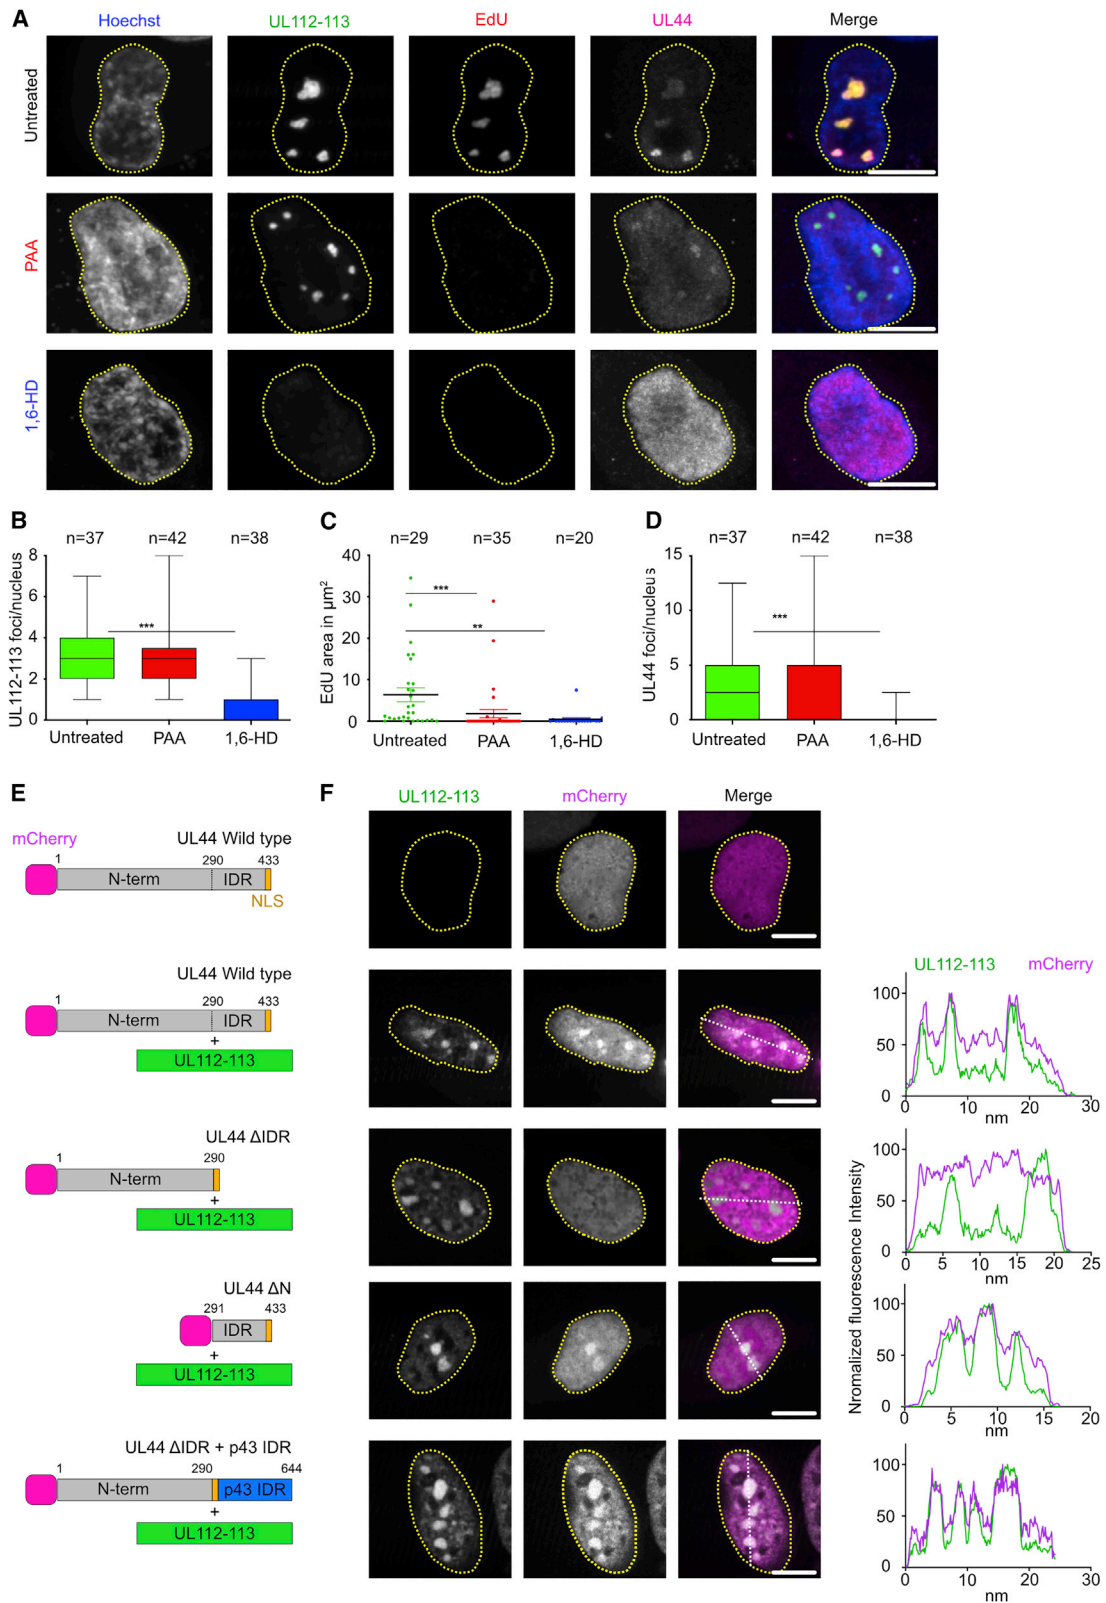 A
Hoechst UL112-113 EdU UL44 Merge
Untreated
PAA
1,6-HD
B
n=37 n=42 n=38
UL112-113 foci/nucleus
8
6
4
2
0
***
Untreated PAA 1,6-HD
C
n=29 n=35 n=20
EdU area in µm²
40
30
20
10
0
***
**
Untreated PAA 1,6-HD
D
n=37 n=42 n=38
UL44 foci/nucleus
15
10
5
0
***
Untreated PAA 1,6-HD
E
mCherry
UL44 Wild type
1 290 433
N-term IDR
NLS
UL44 Wild type
1 290 433
N-term IDR
+
UL112-113
UL44 ΔIDR
1 290
N-term
+
UL112-113
UL44 ΔN
291 433
IDR
+
UL112-113
UL44 ΔIDR + p43 IDR
1 290 644
N-term p43 IDR
+
UL112-113
F
UL112-113 mCherry Merge
UL112-113 mCherry
Nromalized fluorescence Intensity
100
50
0
0 10 20 30
nm
100
50
0
0 5 10 15 20 25
nm
100
50
0
5 10 15 20
nm
100
50
0
0 10 20 30
nm